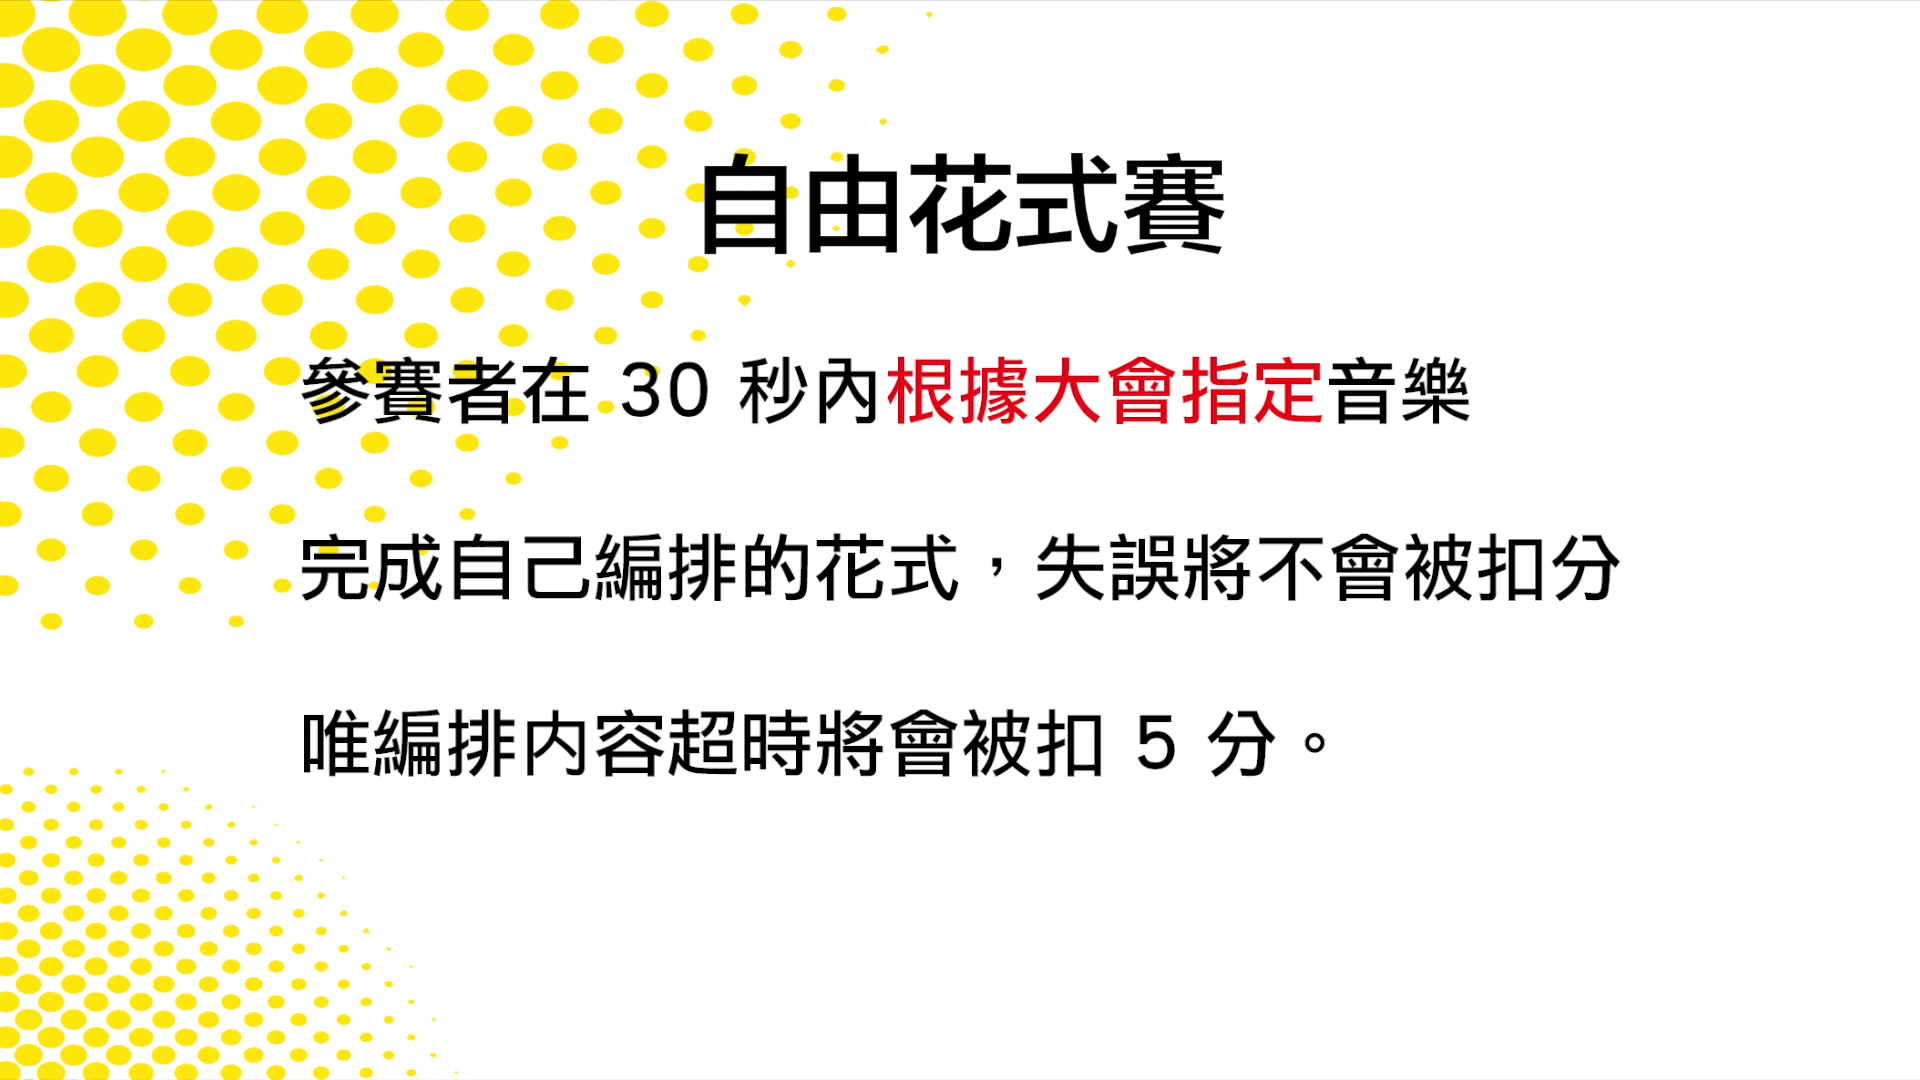 自由花式賽
參賽者在 30 秒內根據大會指定音樂
完成自己編排的花式，失誤將不會被扣分
唯編排内容超時將會被扣 5 分。